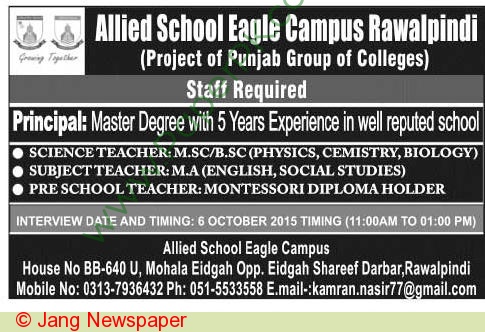 Allied School Eagle Campus Rawalpindi
(Project of Punjab Group of Colleges)
Growing Together
Staff Required
Principal: Master Degree with 5 Years Experience in well reputed school
● SCIENCE TEACHER: M.SC/B.SC (PHYSICS, CEMISTRY, BIOLOGY)
● SUBJECT TEACHER: M.A (ENGLISH, SOCIAL STUDIES)
● PRE SCHOOL TEACHER: MONTESSORI DIPLOMA HOLDER
INTERVIEW DATE AND TIMING: 6 OCTOBER 2015 TIMING (11:00AM TO 01:00 PM)
Allied School Eagle Campus
House No BB-640 U, Mohala Eidgah Opp. Eidgah Shareef Darbar,Rawalpindi
Mobile No: 0313-7936432 Ph: 051-5533558 E.mail-:kamran.nasir77@gmail.com
© Jang Newspaper